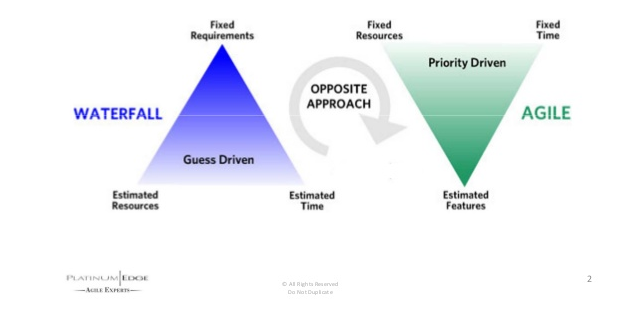 Fixed
Requirements
Fixed
Resources
Fixed
Time
Priority Driven
OPPOSITE
APPROACH
WATERFALL
AGILE
Guess Driven
Estimated
Resources
Estimated
Time
Estimated
Features
PLATINUM EDGE
AGILE EXPERTS
© All Rights Reserved
Do Not Duplicate
2